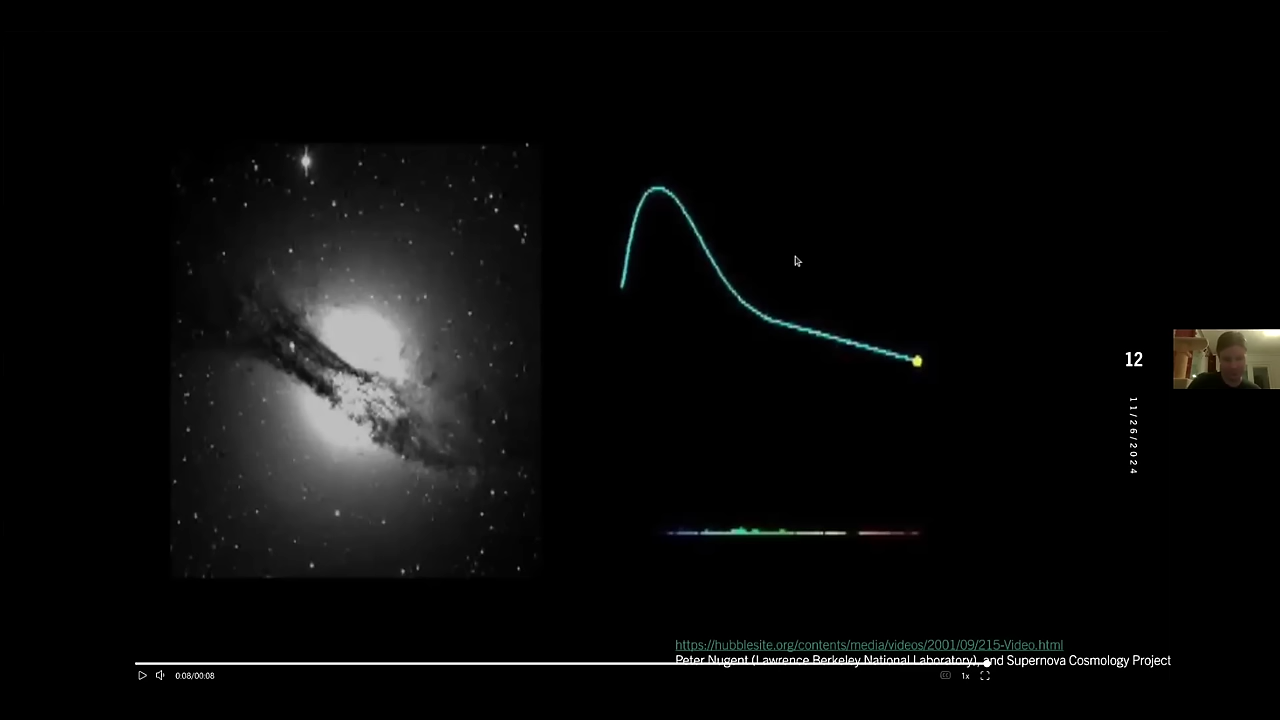 12
11/26/2024
https://hubblesite.org/contents/media/videos/2001/09/215-Video.html
Peter Nugent (Lawrence Berkeley National Laboratory), and Supernova Cosmology Project
0:08/00:08
CC
1x